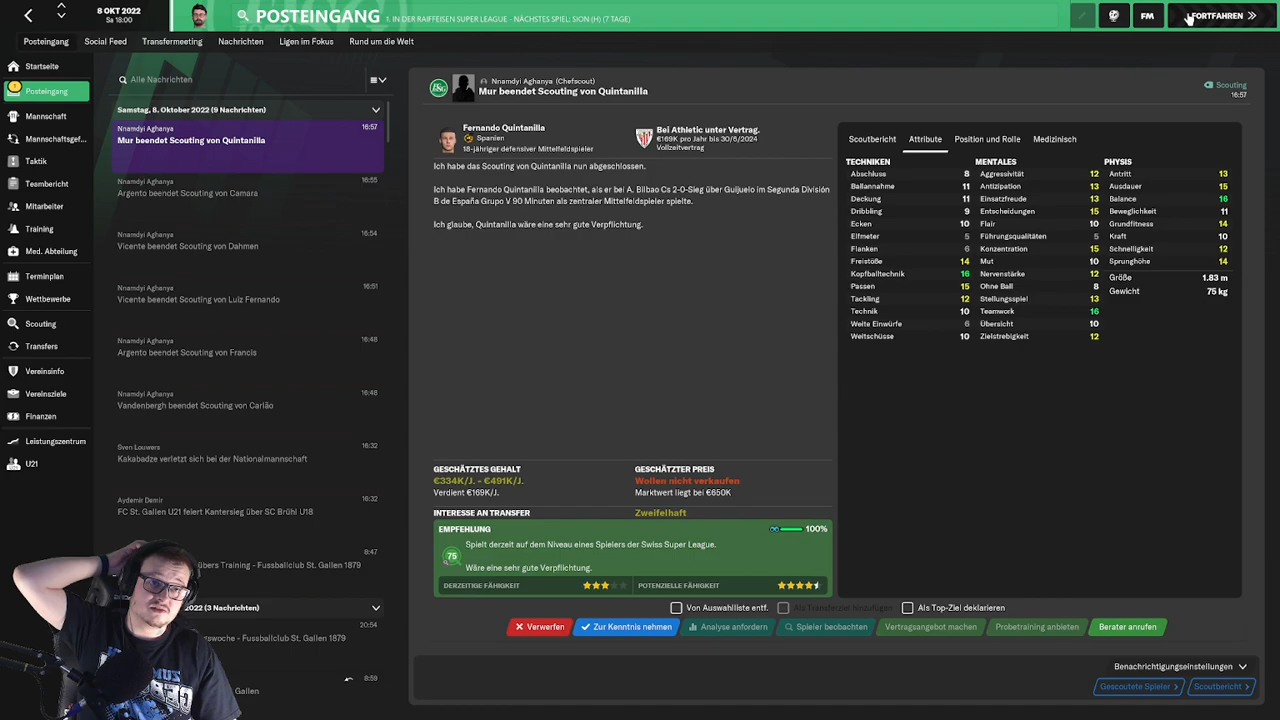 8 OKT 2022
Sa 18:00
POSTEINGANG
1. IN DER RAIFFEISEN SUPER LEAGUE - NÄCHSTES SPIEL: SION (H) (7 TAGE)
FM
FORTFAHREN
Posteingang
Social Feed
Transfermeeting
Nachrichten
Ligen im Fokus
Rund um die Welt
Startseite
Posteingang
Mannschaft
Mannschaftsgef...
Taktik
Teambericht
Mitarbeiter
Training
Med. Abteilung
Terminplan
Wettbewerbe
Scouting
Transfers
Vereinsinfo
Vereinsziele
Finanzen
Leistungszentrum
U21
Alle Nachrichten
Samstag, 8. Oktober 2022 (9 Nachrichten)
Nnamdyi Aghanya 16:57
Mur beendet Scouting von Quintanilla
Nnamdyi Aghanya 16:55
Argento beendet Scouting von Camara
Nnamdyi Aghanya 16:54
Vicente beendet Scouting von Dahmen
Nnamdyi Aghanya 16:51
Vicente beendet Scouting von Luiz Fernando
Nnamdyi Aghanya 16:48
Argento beendet Scouting von Francis
Nnamdyi Aghanya 16:48
Vandenbergh beendet Scouting von Carlão
Sven Louwers 16:32
Kakabadze verletzt sich bei der Nationalmannschaft
Aydemir Demir 16:32
FC St. Gallen U21 feiert Kantersieg über SC Brühl U18
8:47
übers Training - Fussballclub St. Gallen 1879
2022 (3 Nachrichten)
20:54
woche - Fussballclub St. Gallen 1879
8:59
Gallen
Nnamdyi Aghanya (Chefscout)
Mur beendet Scouting von Quintanilla
Scouting
16:57
Fernando Quintanilla
Spanien
18-jähriger defensiver Mittelfeldspieler
Bei Athletic unter Vertrag.
€169K pro Jahr bis 30/6/2024
Vollzeitvertrag
Ich habe das Scouting von Quintanilla nun abgeschlossen.
Ich habe Fernando Quintanilla beobachtet, als er bei A. Bilbao Cs 2-0-Sieg über Guijuelo im Segunda División
B de España Grupo V 90 Minuten als zentraler Mittelfeldspieler spielte.
Ich glaube, Quintanilla wäre eine sehr gute Verpflichtung.
GESCHÄTZTES GEHALT
€334K/J. - €491K/J.
Verdient €169K/J.
GESCHÄTZTER PREIS
Wollen nicht verkaufen
Marktwert liegt bei €650K
INTERESSE AN TRANSFER
Zweifelhaft
EMPFEHLUNG 100%
75
Spielt derzeit auf dem Niveau eines Spielers der Swiss Super League.
Wäre eine sehr gute Verpflichtung.
DERZEITIGE FÄHIGKEIT
POTENZIELLE FÄHIGKEIT
Scoutbericht
Attribute
Position und Rolle
Medizinisch
TECHNIKEN
Abschluss 8
Ballannahme 11
Deckung 11
Dribbling 9
Ecken 10
Elfmeter 5
Flanken 6
Freistöße 14
Kopfballtechnik 16
Passen 15
Tackling 12
Technik 10
Weite Einwürfe 6
Weitschüsse 10
MENTALES
Aggressivität 12
Antizipation 13
Einsatzfreude 13
Entscheidungen 15
Flair 10
Führungsqualitäten 5
Konzentration 15
Mut 10
Nervenstärke 12
Ohne Ball 8
Stellungsspiel 13
Teamwork 16
Übersicht 10
Zielstrebigkeit 12
PHYSIS
Antritt 13
Ausdauer 15
Balance 16
Beweglichkeit 11
Grundfitness 14
Kraft 10
Schnelligkeit 12
Sprunghöhe 14
Größe 1.83 m
Gewicht 75 kg
Von Auswahlliste entf.
Als Transferziel hinzufügen
Als Top-Ziel deklarieren
Verwerfen
Zur Kenntnis nehmen
Analyse anfordern
Spieler beobachten
Vertragsangebot machen
Probetraining anbieten
Berater anrufen
Benachrichtigungseinstellungen
Gescoutete Spieler
Scoutbericht